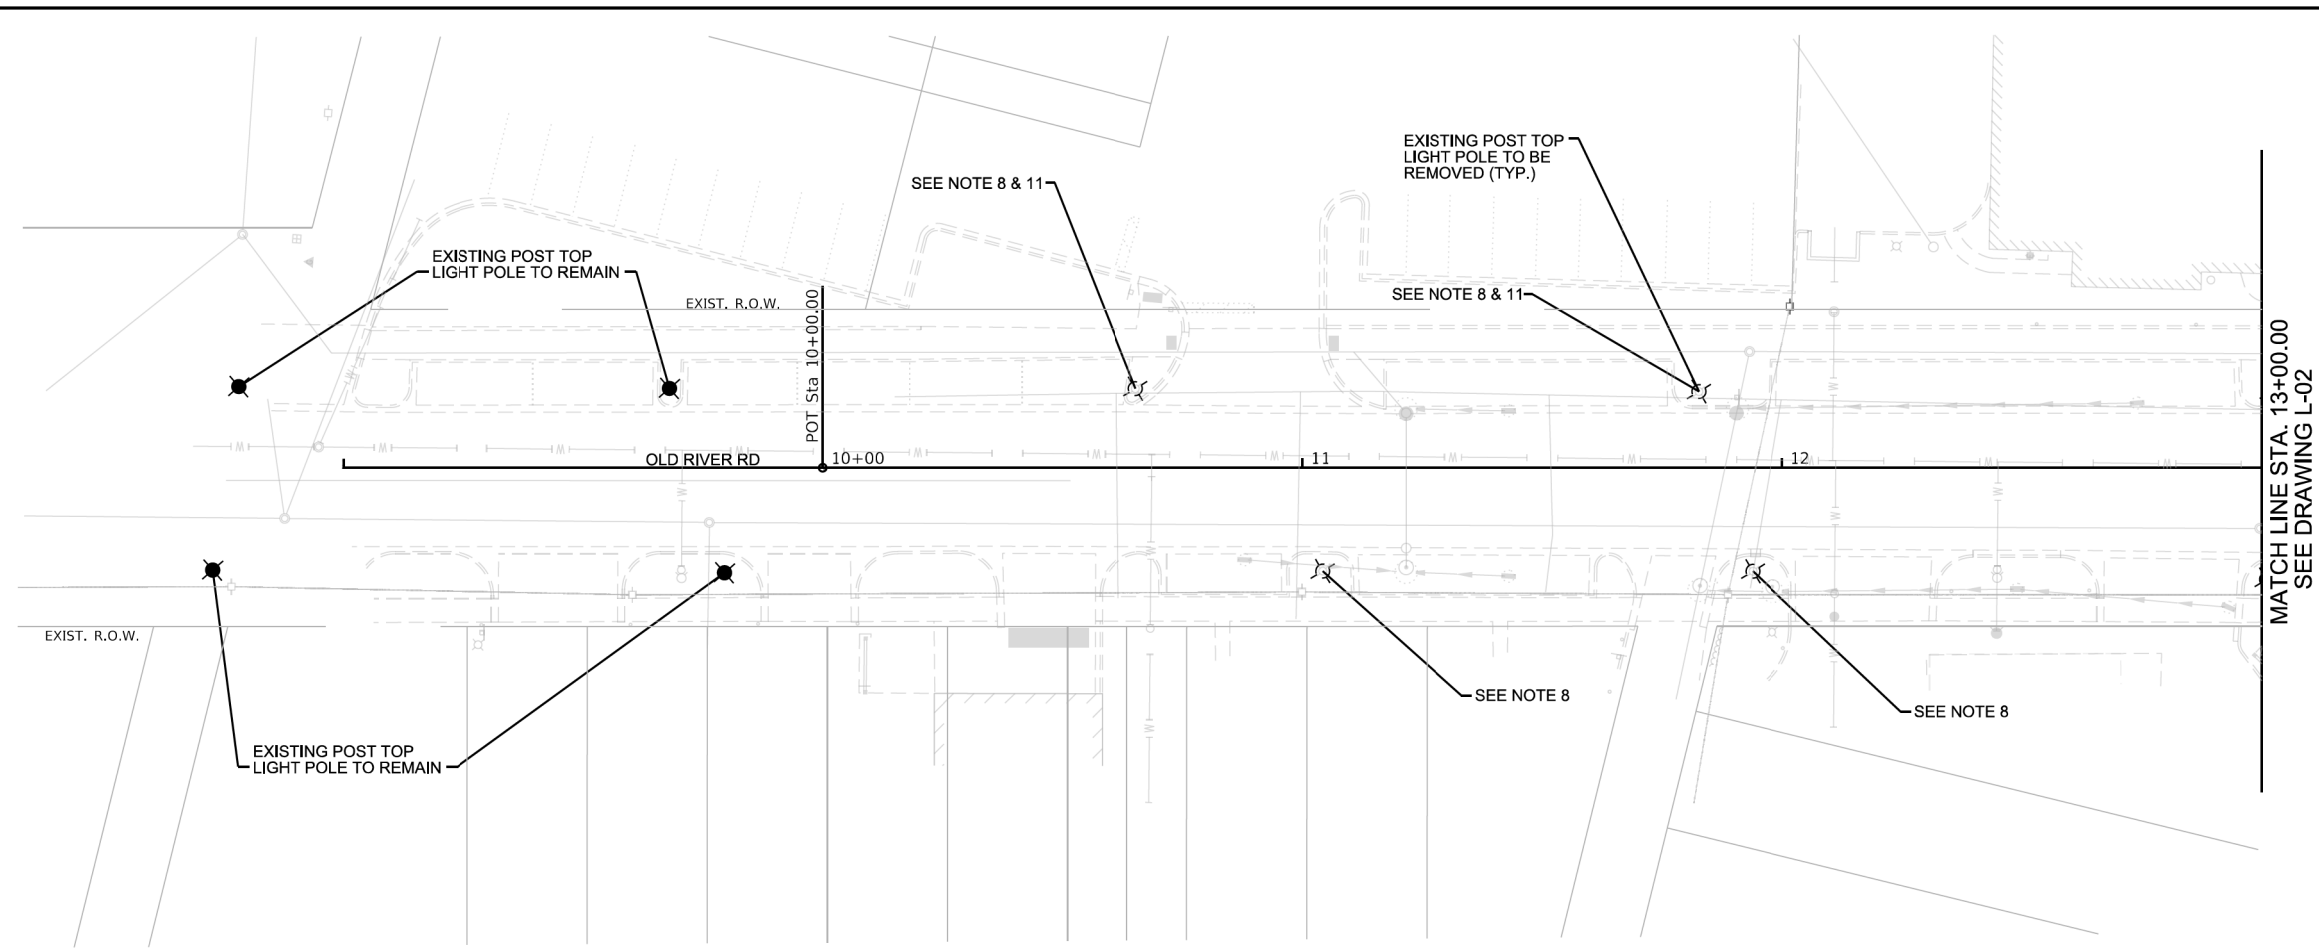 EXISTING POST TOP
LIGHT POLE TO BE
REMOVED (TYP.)
SEE NOTE 8 & 11
EXISTING POST TOP
LIGHT POLE TO REMAIN
SEE NOTE 8 & 11
EXIST. R.O.W.
POT Sta 10+00.00
OLD RIVER RD
10+00
11
12
MATCH LINE STA. 13+00.00
SEE DRAWING L-02
EXIST. R.O.W.
SEE NOTE 8
SEE NOTE 8
EXISTING POST TOP
LIGHT POLE TO REMAIN